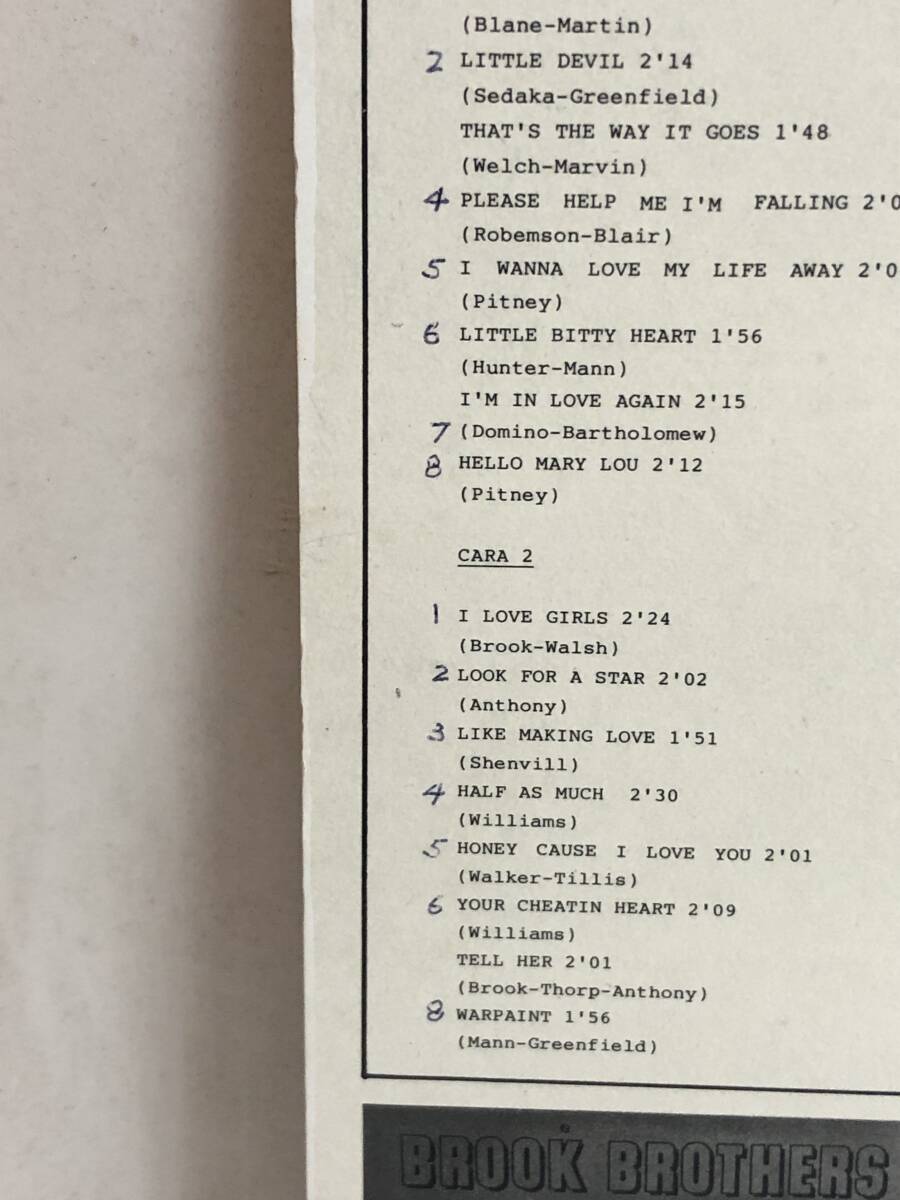 (Blane-Martin)
2 LITTLE DEVIL 2'14
(Sedaka-Greenfield)
THAT'S THE WAY IT GOES 1'48
(Welch-Marvin)
4 PLEASE HELP ME I'M FALLING 2'0
(Robemson-Blair)
5 I WANNA LOVE MY LIFE AWAY 2'0
(Pitney)
6 LITTLE BITTY HEART 1'56
(Hunter-Mann)
I'M IN LOVE AGAIN 2'15
7 (Domino-Bartholomew)
8 HELLO MARY LOU 2'12
(Pitney)
CARA 2
1 I LOVE GIRLS 2'24
(Brook-Walsh)
2 LOOK FOR A STAR 2'02
(Anthony)
3 LIKE MAKING LOVE 1'51
(Shenvill)
4 HALF AS MUCH 2'30
(Williams)
5 HONEY CAUSE I LOVE YOU 2'01
(Walker-Tillis)
6 YOUR CHEATIN HEART 2'09
(Williams)
TELL HER 2'01
(Brook-Thorp-Anthony)
8 WARPAINT 1'56
(Mann-Greenfield)
BROOK BROTHERS